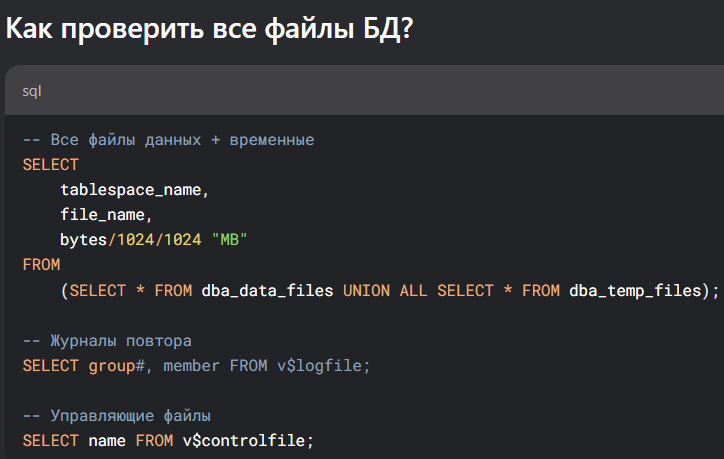 Как проверить все файлы БД?
sql
-- Все файлы данных + временные
SELECT
    tablespace_name,
    file_name,
    bytes/1024/1024 "MB"
FROM
    (SELECT * FROM dba_data_files UNION ALL SELECT * FROM dba_temp_files);
-- Журналы повтора
SELECT group#, member FROM v$logfile;
-- Управляющие файлы
SELECT name FROM v$controlfile;